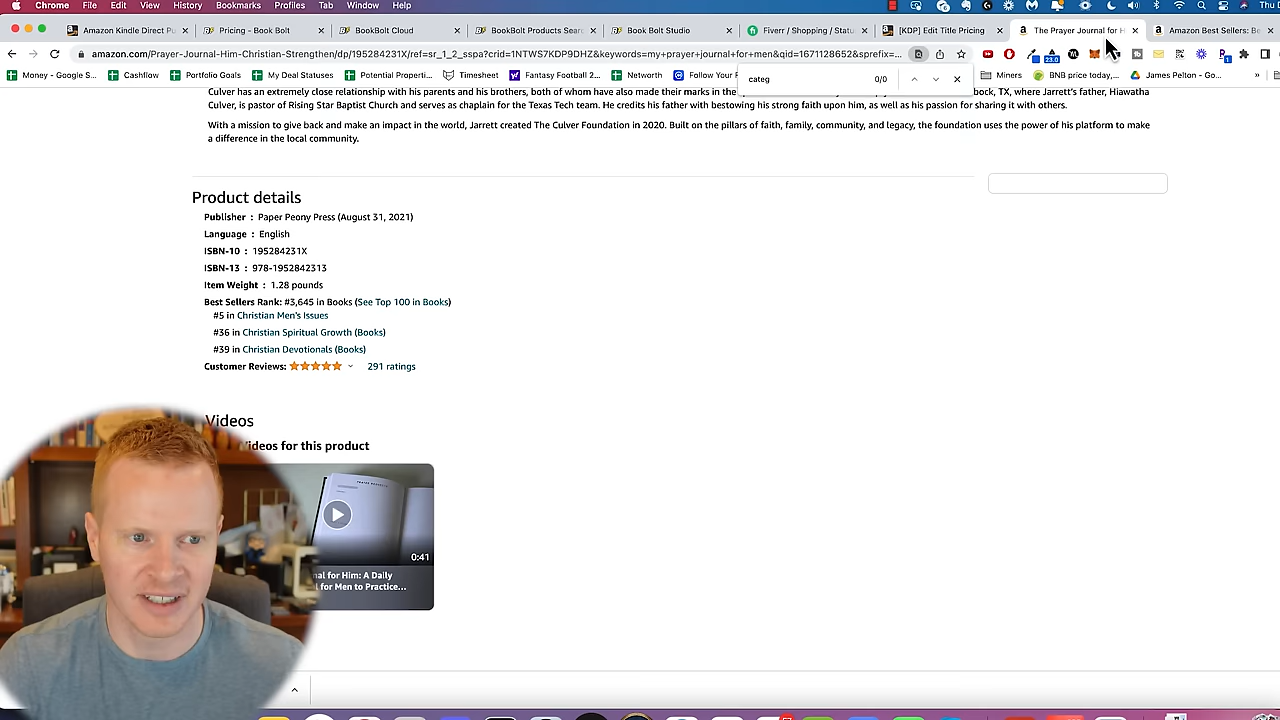 Chrome File Edit View History Bookmarks Profiles Tab Window Help
Amazon Kindle Direct Pu
Pricing - Book Bolt
BookBolt Cloud
BookBolt Products Searc
Book Bolt Studio
Fiverr / Shopping / Statu
[KDP] Edit Title Pricing
The Prayer Journal for H
Amazon Best Sellers: Be
amazon.com/Prayer-Journal-Him-Christian-Strengthen/dp/195284231X/ref=sr_1_2_sspa?crid=1NTWS7KDP9DHZ&keywords=my+prayer+journal+for+men&qid=1671128652&sprefix=...
23.0
Money - Google S...
Cashflow
Portfolio Goals
Potential Properti...
Timesheet
Fantasy Football 2...
Networth
Follow Your
categ 0/0
Miners
BNB price today,...
James Pelton - Go...
»
Culver has an extremely close relationship with his parents and his brothers, both of whom have also made their marks in the
bock, TX, where Jarrett's father, Hiawatha
Culver, is pastor of Rising Star Baptist Church and serves as chaplain for the Texas Tech team. He credits his father with bestowing his strong faith upon him, as well as his passion for sharing it with others.
With a mission to give back and make an impact in the world, Jarrett created The Culver Foundation in 2020. Built on the pillars of faith, family, community, and legacy, the foundation uses the power of his platform to make
a difference in the local community.
Product details
Publisher : Paper Peony Press (August 31, 2021)
Language : English
ISBN-10 : 195284231X
ISBN-13 : 978-1952842313
Item Weight : 1.28 pounds
Best Sellers Rank: #3,645 in Books (See Top 100 in Books)
#5 in Christian Men's Issues
#36 in Christian Spiritual Growth (Books)
#39 in Christian Devotionals (Books)
Customer Reviews: 291 ratings
Videos
ideos for this product
0:41
nal for Him: A Daily
l for Men to Practice...